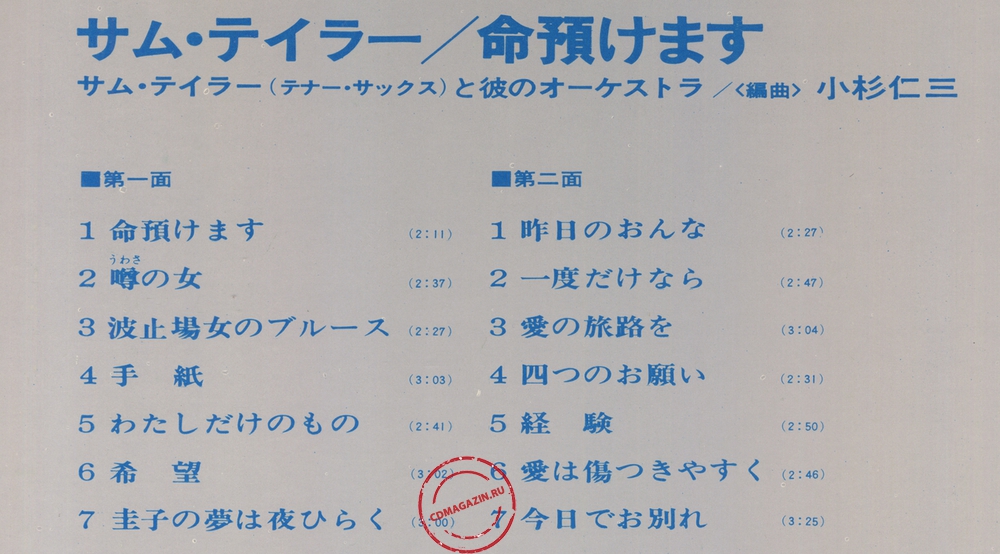 サム・テイラー／命預けます
サム・テイラー（テナー・サックス）と彼のオーケストラ／〈編曲〉小杉仁三
■第一面
1 命預けます (2:11)
うわさ
2 噂の女 (2:37)
3 波止場女のブルース (2:27)
4 手　紙 (3:03)
5 わたしだけのもの (2:41)
6 希　望 (3:02)
7 圭子の夢は夜ひらく (3:00)
■第二面
1 昨日のおんな (2:27)
2 一度だけなら (2:47)
3 愛の旅路を (3:04)
4 四つのお願い (2:31)
5 経　験 (2:50)
6 愛は傷つきやすく (2:46)
7 今日でお別れ (3:25)
CDMAGAZIN.RU